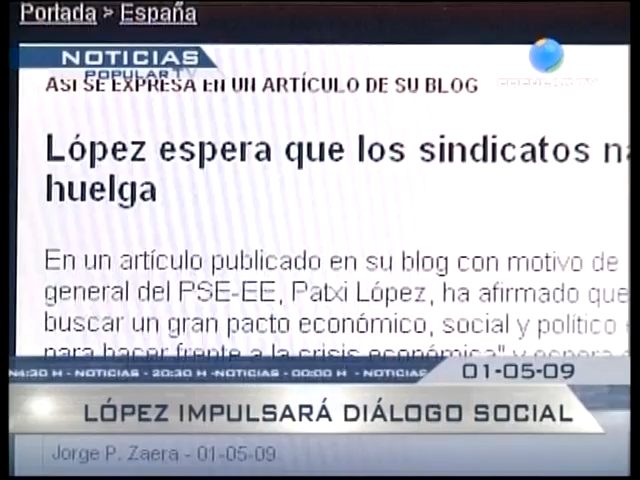 Portada > España
NOTICIAS
POPULAR TV
ASÍ SE EXPRESA EN UN ARTÍCULO DE SU BLOG
López espera que los sindicatos
huelga
En un artículo publicado en su blog con motivo de
general del PSE-EE, Patxi López, ha afirmado que
buscar un gran pacto económico, social y político
para hacer frente a la crisis económica" y espera
4:30 H - NOTICIAS - 20:30 H -NOTICIAS - 00:00 H - NOTICIAS
01-05-09
LÓPEZ IMPULSARÁ DIÁLOGO SOCIAL
Jorge P. Zaera - 01-05-09